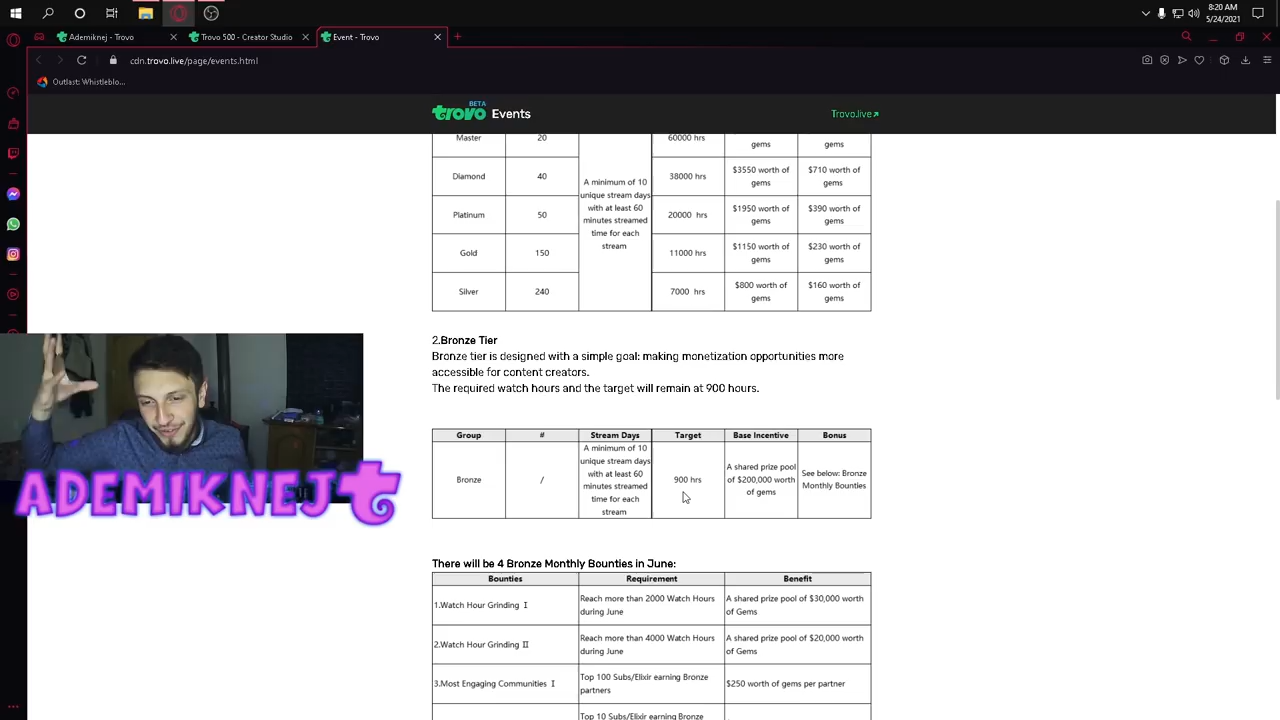 8:20 AM
5/24/2021
Ademiknej - Trovo
Trovo 500 - Creator Studio
Event - Trovo
cdn.trovo.live/page/events.html
Outlast: Whistleblo...
trovo BETA Events
Trovo.live
Master
20
60000 hrs
gems
gems
Diamond
40
A minimum of 10
unique stream days
with at least 60
minutes streamed
time for each
stream
38000 hrs
$3550 worth of
gems
$710 worth of
gems
Platinum
50
20000 hrs
$1950 worth of
gems
$390 worth of
gems
Gold
150
11000 hrs
$1150 worth of
gems
$230 worth of
gems
Silver
240
7000 hrs
$800 worth of
gems
$160 worth of
gems
2.Bronze Tier
Bronze tier is designed with a simple goal: making monetization opportunities more
accessible for content creators.
The required watch hours and the target will remain at 900 hours.
Group
#
Stream Days
Target
Base Incentive
Bonus
Bronze
/
A minimum of 10
unique stream days
with at least 60
minutes streamed
time for each
stream
900 hrs
A shared prize pool
of $200,000 worth
of gems
See below: Bronze
Monthly Bounties
ADEMIKNEJ
There will be 4 Bronze Monthly Bounties in June:
Bounties
Requirement
Benefit
1.Watch Hour Grinding Ⅰ
Reach more than 2000 Watch Hours
during June
A shared prize pool of $30,000 worth
of Gems
2.Watch Hour Grinding Ⅱ
Reach more than 4000 Watch Hours
during June
A shared prize pool of $20,000 worth
of Gems
3.Most Engaging Communities Ⅰ
Top 100 Subs/Elixir earning Bronze
partners
$250 worth of gems per partner
Top 10 Subs/Elixir earning Bronze